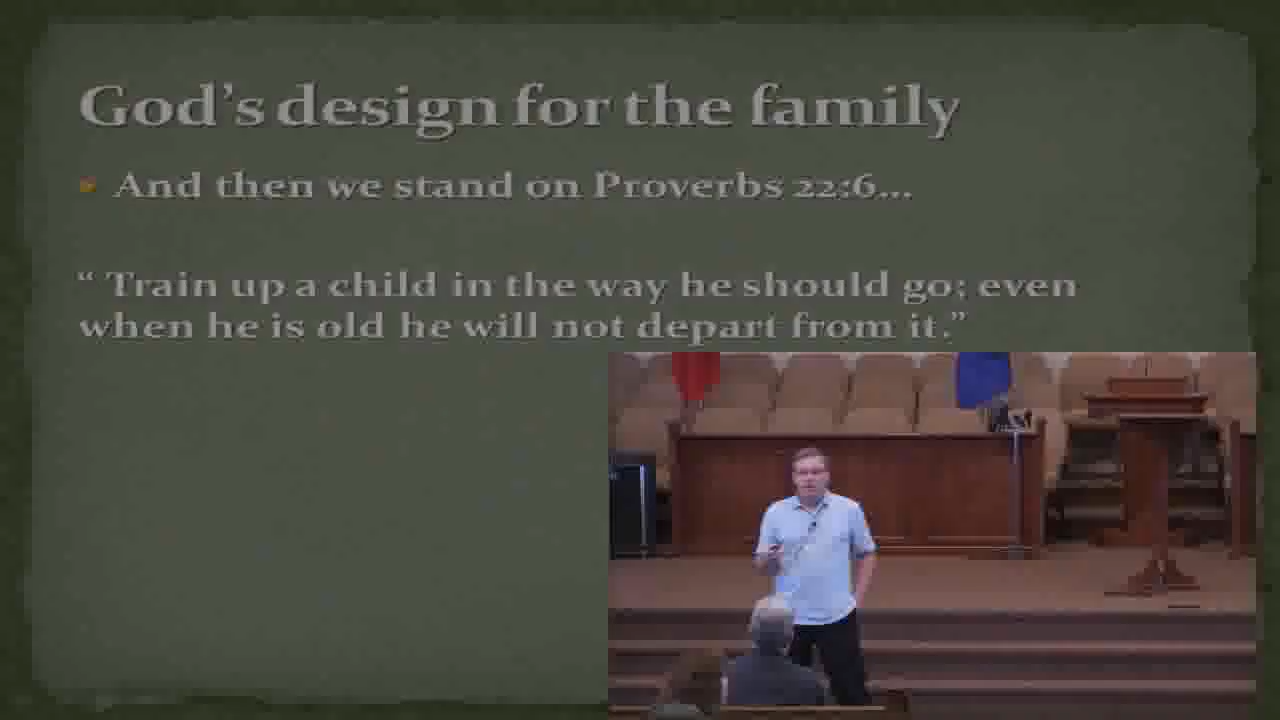 God's design for the family
And then we stand on Proverbs 22:6...
“ Train up a child in the way he should go; even
when he is old he will not depart from it.”